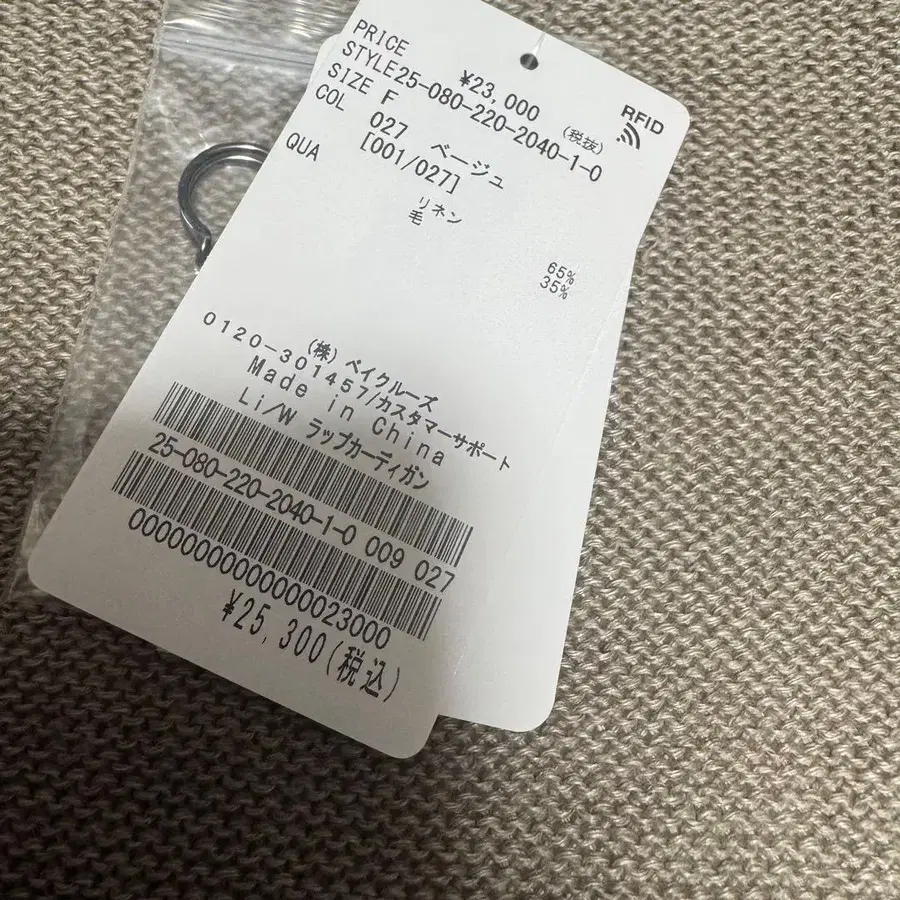 RFID
PRICE ¥23,000 (税抜)
STYLE25-080-220-2040-1-0
SIZE F
COL 027 ベージュ
[001/027]
QUA リネン 65%
毛 35%
(株) ベイクルーズ
0120-301457/カスタマーサポート
Made in China
Li/W ラップカーディガン
25-080-220-2040-1-0 009 027
0000000000000023000
¥25,300(税込)